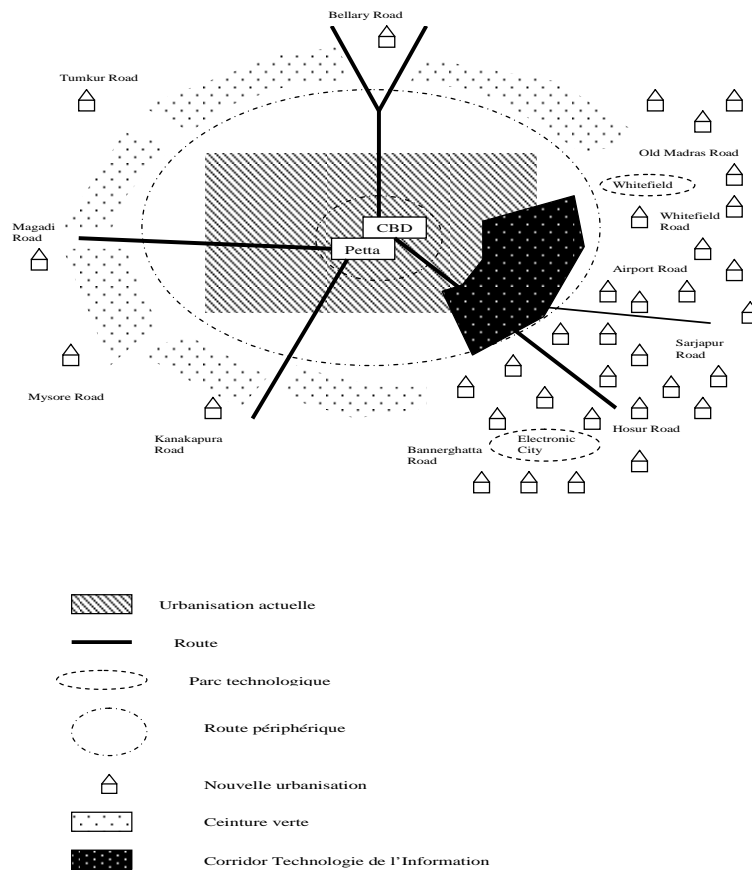 Bellary Road
Tumkur Road
Old Madras Road
Whitefield
Whitefield
Road
CBD
Magadi
Road
Petta
Airport Road
Sarjapur
Road
Mysore Road
Kanakapura
Road
Hosur Road
Electronic
City
Bannerghatta
Road
Urbanisation actuelle
Route
Parc technologique
Route périphérique
Nouvelle urbanisation
Ceinture verte
Corridor Technologie de l'Information